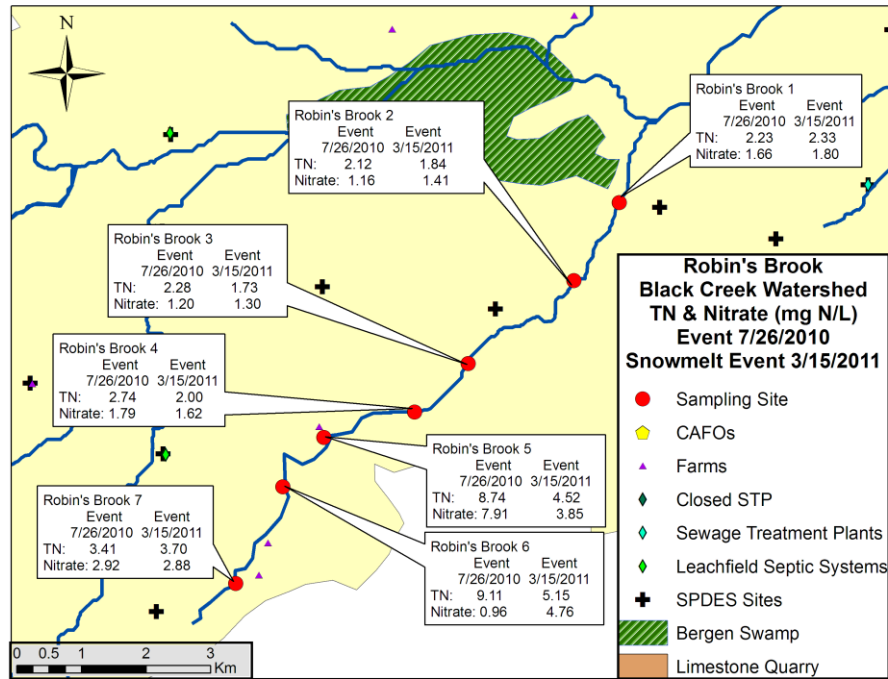 N
Robin's Brook 1
Event Event
7/26/2010 3/15/2011
TN: 2.23 2.33
Nitrate: 1.66 1.80
Robin's Brook 2
Event Event
7/26/2010 3/15/2011
TN: 2.12 1.84
Nitrate: 1.16 1.41
Robin's Brook 3
Event Event
7/26/2010 3/15/2011
TN: 2.28 1.73
Nitrate: 1.20 1.30
Robin's Brook 4
Event Event
7/26/2010 3/15/2011
TN: 2.74 2.00
Nitrate: 1.79 1.62
Robin's Brook 5
Event Event
7/26/2010 3/15/2011
TN: 8.74 4.52
Nitrate: 7.91 3.85
Robin's Brook 6
Event Event
7/26/2010 3/15/2011
TN: 9.11 5.15
Nitrate: 0.96 4.76
Robin's Brook 7
Event Event
7/26/2010 3/15/2011
TN: 3.41 3.70
Nitrate: 2.92 2.88
0 0.5 1 2 3
Km
Robin's Brook
Black Creek Watershed
TN & Nitrate (mg N/L)
Event 7/26/2010
Snowmelt Event 3/15/2011
Sampling Site
CAFOs
Farms
Closed STP
Sewage Treatment Plants
Leachfield Septic Systems
SPDES Sites
Bergen Swamp
Limestone Quarry